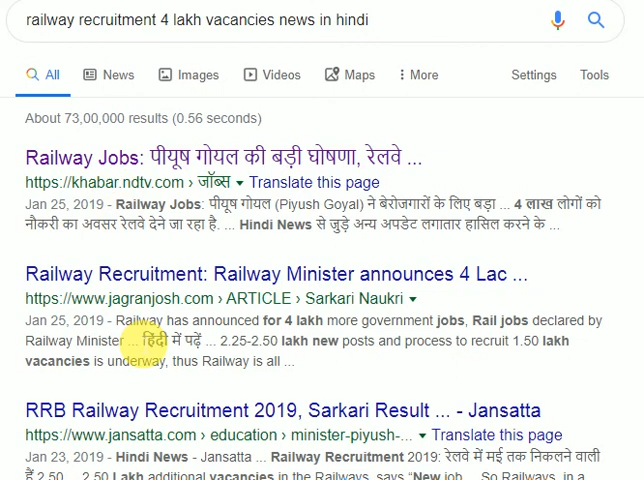 railway recruitment 4 lakh vacancies news in hindi
All News Images Videos Maps More Settings Tools
About 73,00,000 results (0.56 seconds)
Railway Jobs: पीयूष गोयल की बड़ी घोषणा, रेलवे ...
https://khabar.ndtv.com › जॉब्स ▾ Translate this page
Jan 25, 2019 - Railway Jobs: पीयूष गोयल (Piyush Goyal) ने बेरोजगारों के लिए बड़ा ... 4 लाख लोगों को
नौकरी का अवसर रेलवे देने जा रहा है. ... Hindi News से जुड़े अन्य अपडेट लगातार हासिल करने के ...
Railway Recruitment: Railway Minister announces 4 Lac ...
https://www.jagranjosh.com › ARTICLE › Sarkari Naukri ▾
Jan 25, 2019 - Railway has announced for 4 lakh more government jobs, Rail jobs declared by
Railway Minister ... हिंदी में पढ़ें ... 2.25-2.50 lakh new posts and process to recruit 1.50 lakh
vacancies is underway, thus Railway is all ...
RRB Railway Recruitment 2019, Sarkari Result ... - Jansatta
https://www.jansatta.com › education › minister-piyush-... ▾ Translate this page
Jan 23, 2019 - Hindi News - Jansatta ... Railway Recruitment 2019: रेलवे में मई तक निकलने वाली
हैं 2.50 ... 2.50 Lakh additional vacancies in the Railways, says "New job ... So Railways, in a